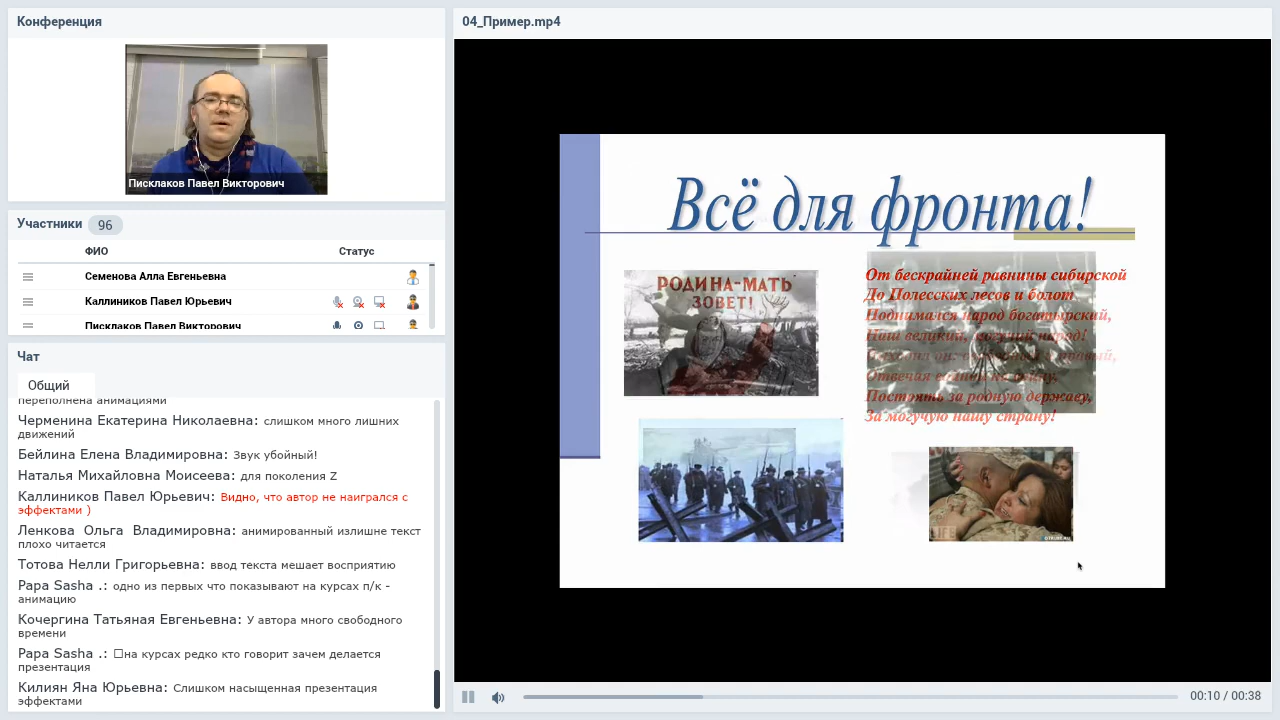 Конференция
Писклаков Павел Викторович
Участники 96
ФИО Статус
Семенова Алла Евгеньевна
Каллиников Павел Юрьевич
Писклаков Павел Викторович
Чат
Общий
переполнена анимациями
Черменина Екатерина Николаевна: слишком много лишних
движений
Бейлина Елена Владимировна: Звук убойный!
Наталья Михайловна Моисеева: для поколения Z
Каллиников Павел Юрьевич: Видно, что автор не наигрался с
эффектами )
Ленкова Ольга Владимировна: анимированный излишне текст
плохо читается
Тотова Нелли Григорьевна: ввод текста мешает восприятию
Papa Sasha .: одно из первых что показывают на курсах п/к -
анимацию
Кочергина Татьяная Евгеньевна: У автора много свободного
времени
Papa Sasha .: на курсах редко кто говорит зачем делается
презентация
Килиян Яна Юрьевна: Слишком насыщенная презентация
эффектами
04_Пример.mp4
Всё для фронта!
РОДИНА-МАТЬ
ЗОВЕТ!
От бескрайней равнины сибирской
До Полесских лесов и болот
Поднимался народ богатырский,
Наш великий, могучий народ!
Отвечая
Постоять за родную державу,
За могучую нашу страну!
LIFE
00:10 / 00:38